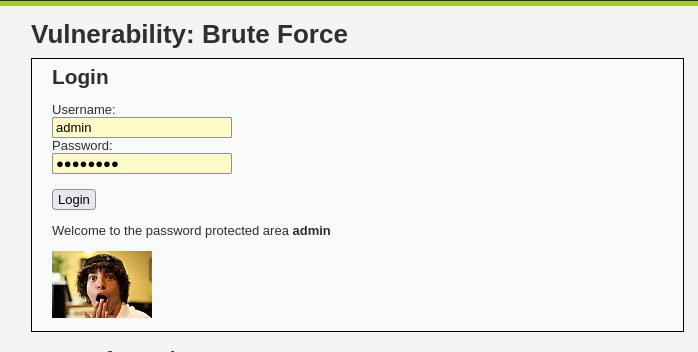 Vulnerability: Brute Force
Login
Username:
admin
Password:
●●●●●●●●
Login
Welcome to the password protected area admin